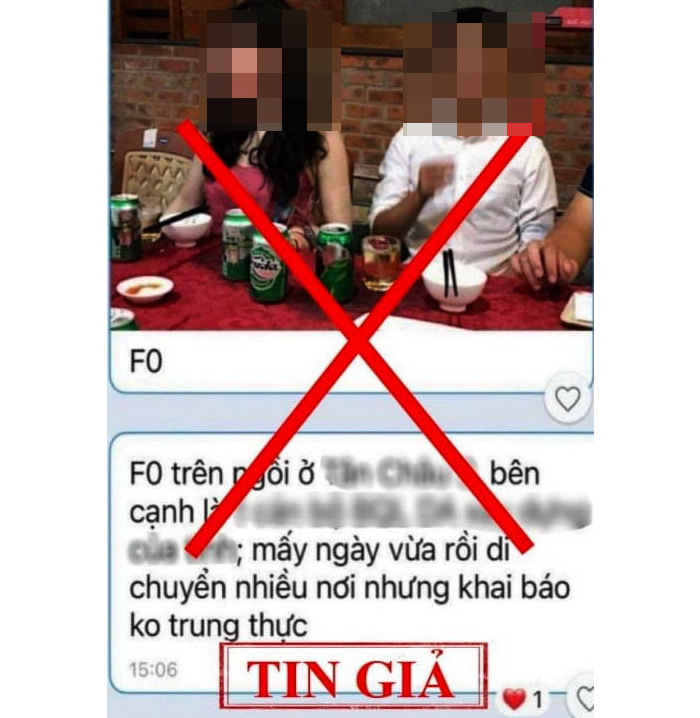 F0
F0 trên ngồi ở bên
cạnh là
; mấy ngày vừa rồi di
chuyển nhiều nơi nhưng khai báo
ko trung thực
15:06
TIN GIẢ
1